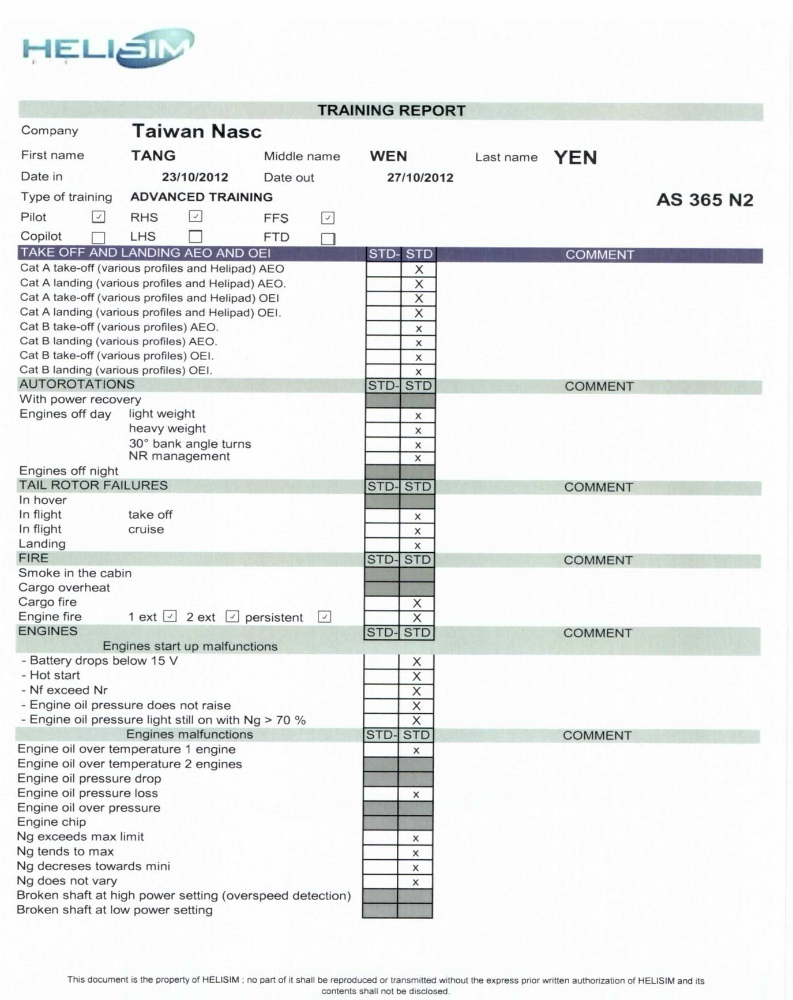 HELISIM
TRAINING REPORT
Company Taiwan Nasc
First name TANG Middle name WEN Last name YEN
Date in 23/10/2012 Date out 27/10/2012
Type of training ADVANCED TRAINING AS 365 N2
Pilot ✓ RHS ✓ FFS ✓
Copilot LHS FTD
TAKE OFF AND LANDING AEO AND OEI STD- STD COMMENT
Cat A take-off (various profiles and Helipad) AEO X
Cat A landing (various profiles and Helipad) AEO. X
Cat A take-off (various profiles and Helipad) OEI X
Cat A landing (various profiles and Helipad) OEI. X
Cat B take-off (various profiles) AEO. x
Cat B landing (various profiles) AEO. x
Cat B take-off (various profiles) OEI. x
Cat B landing (various profiles) OEI. x
AUTOROTATIONS STD- STD COMMENT
With power recovery
Engines off day light weight x
heavy weight x
30° bank angle turns x
NR management x
Engines off night
TAIL ROTOR FAILURES STD- STD COMMENT
In hover
In flight take off x
In flight cruise x
Landing x
FIRE STD- STD COMMENT
Smoke in the cabin
Cargo overheat
Cargo fire X
Engine fire 1 ext ✓ 2 ext ✓ persistent ✓ X
ENGINES STD- STD COMMENT
Engines start up malfunctions
- Battery drops below 15 V X
- Hot start X
- Nf exceed Nr X
- Engine oil pressure does not raise X
- Engine oil pressure light still on with Ng > 70 % X
Engines malfunctions STD- STD COMMENT
Engine oil over temperature 1 engine x
Engine oil over temperature 2 engines
Engine oil pressure drop
Engine oil pressure loss x
Engine oil over pressure
Engine chip
Ng exceeds max limit x
Ng tends to max x
Ng decreses towards mini x
Ng does not vary x
Broken shaft at high power setting (overspeed detection)
Broken shaft at low power setting
This document is the property of HELISIM ; no part of it shall be reproduced or transmitted without the express prior written authorization of HELISIM and its
contents shall not be disclosed.